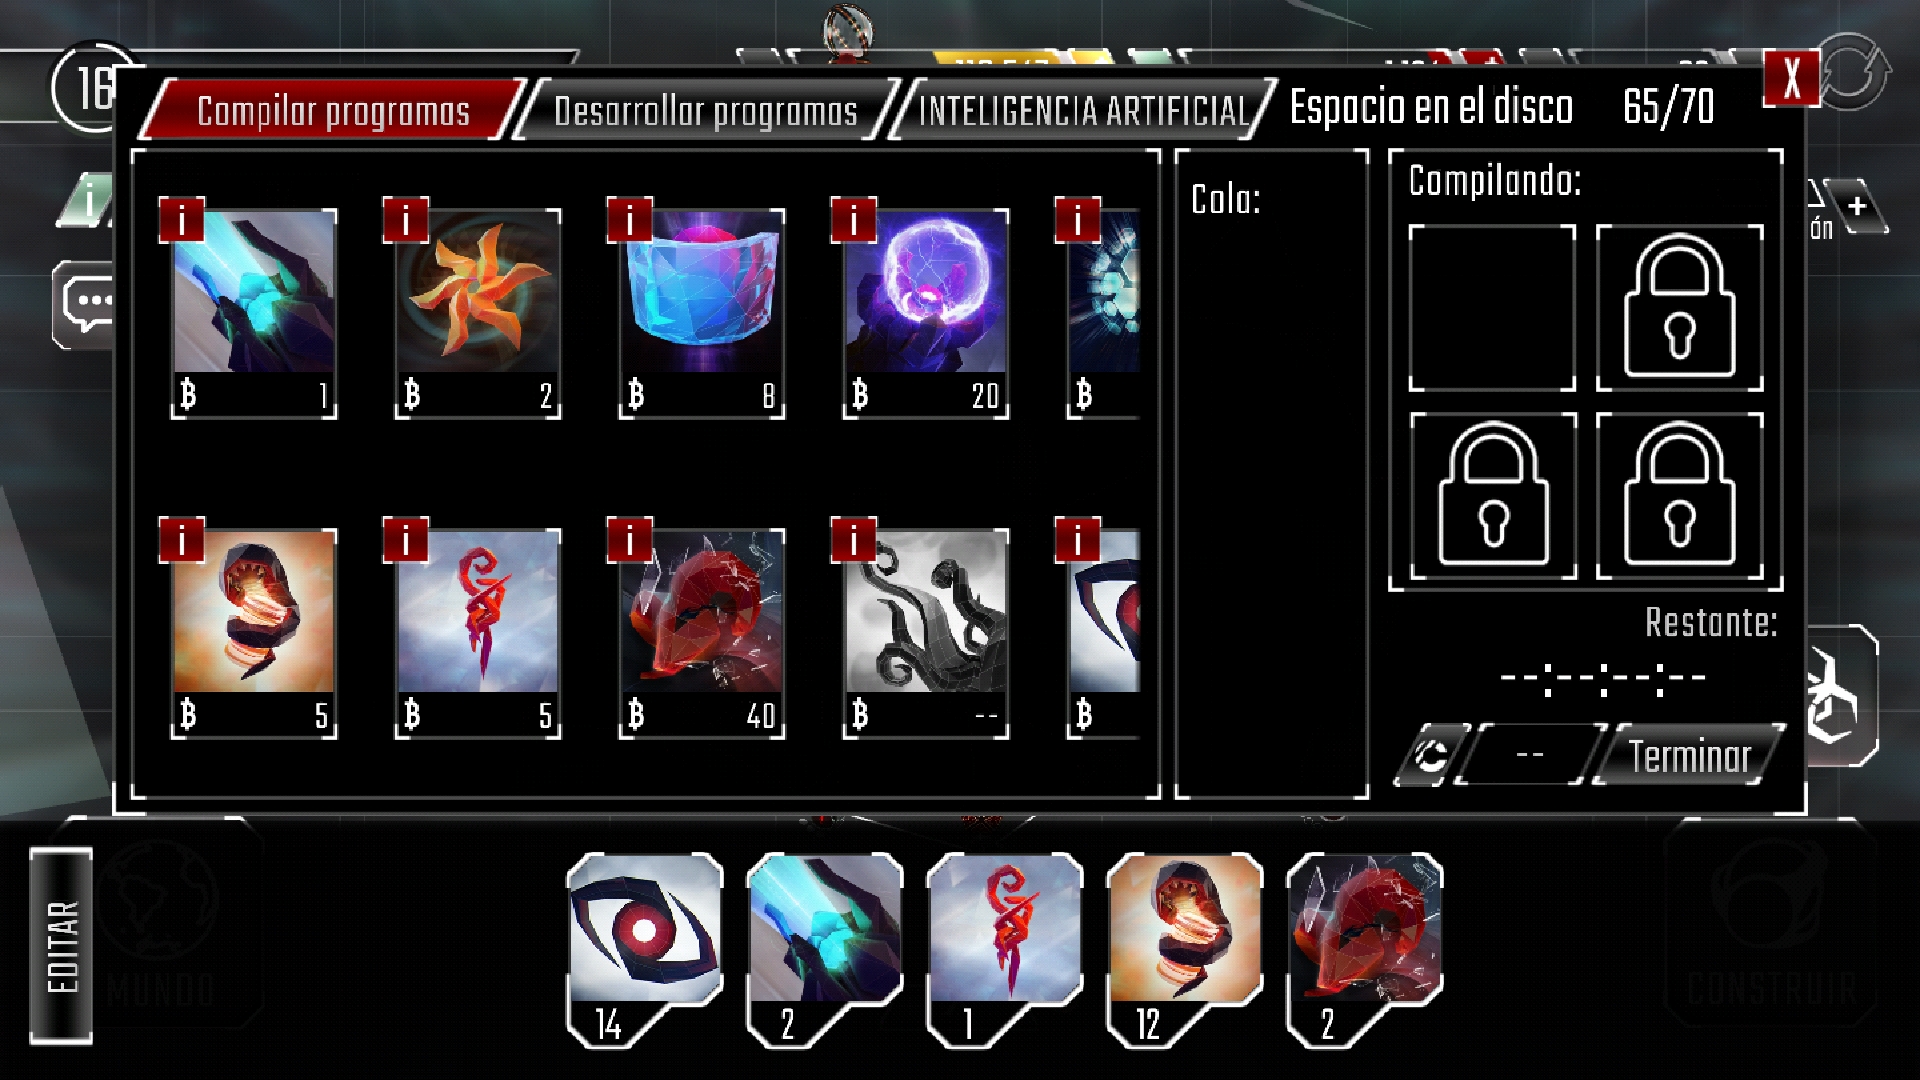 16
Compilar programas
Desarrollar programas
INTELIGENCIA ARTIFICIAL
Espacio en el disco 65/70
X
i
i i i i i
Cola:
Compilando:
+
ón
1 2 8 20
i i i i i
5 5 40 --
Restante:
--:--:--
-- Terminar
EDITAR
MUNDO
CONSTRUIR
14 2 1 12 2